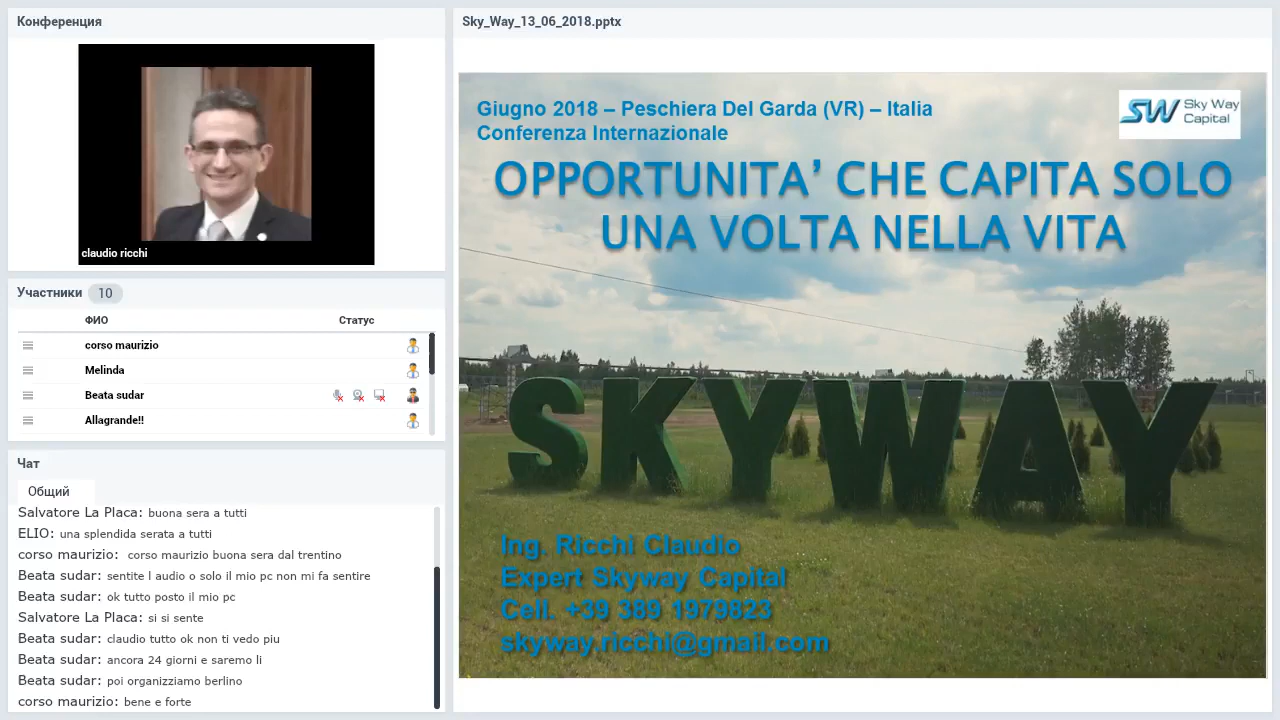 Конференция
claudio ricchi
Участники 10
ФИО Статус
corso maurizio
Melinda
Beata sudar
Allagrande!!
Чат
Общий
Salvatore La Placa: buona sera a tutti
ELIO: una splendida serata a tutti
corso maurizio: corso maurizio buona sera dal trentino
Beata sudar: sentite l audio o solo il mio pc non mi fa sentire
Beata sudar: ok tutto posto il mio pc
Salvatore La Placa: si si sente
Beata sudar: claudio tutto ok non ti vedo piu
Beata sudar: ancora 24 giorni e saremo li
Beata sudar: poi organizziamo berlino
corso maurizio: bene e forte
Sky_Way_13_06_2018.pptx
Giugno 2018 – Peschiera Del Garda (VR) – Italia
Conferenza Internazionale
SW Sky Way
Capital
OPPORTUNITA’ CHE CAPITA SOLO
UNA VOLTA NELLA VITA
SKYWAY
Ing. Ricchi Claudio
Expert Skyway Capital
Cell. +39 389 1979823
skyway.ricchi@gmail.com